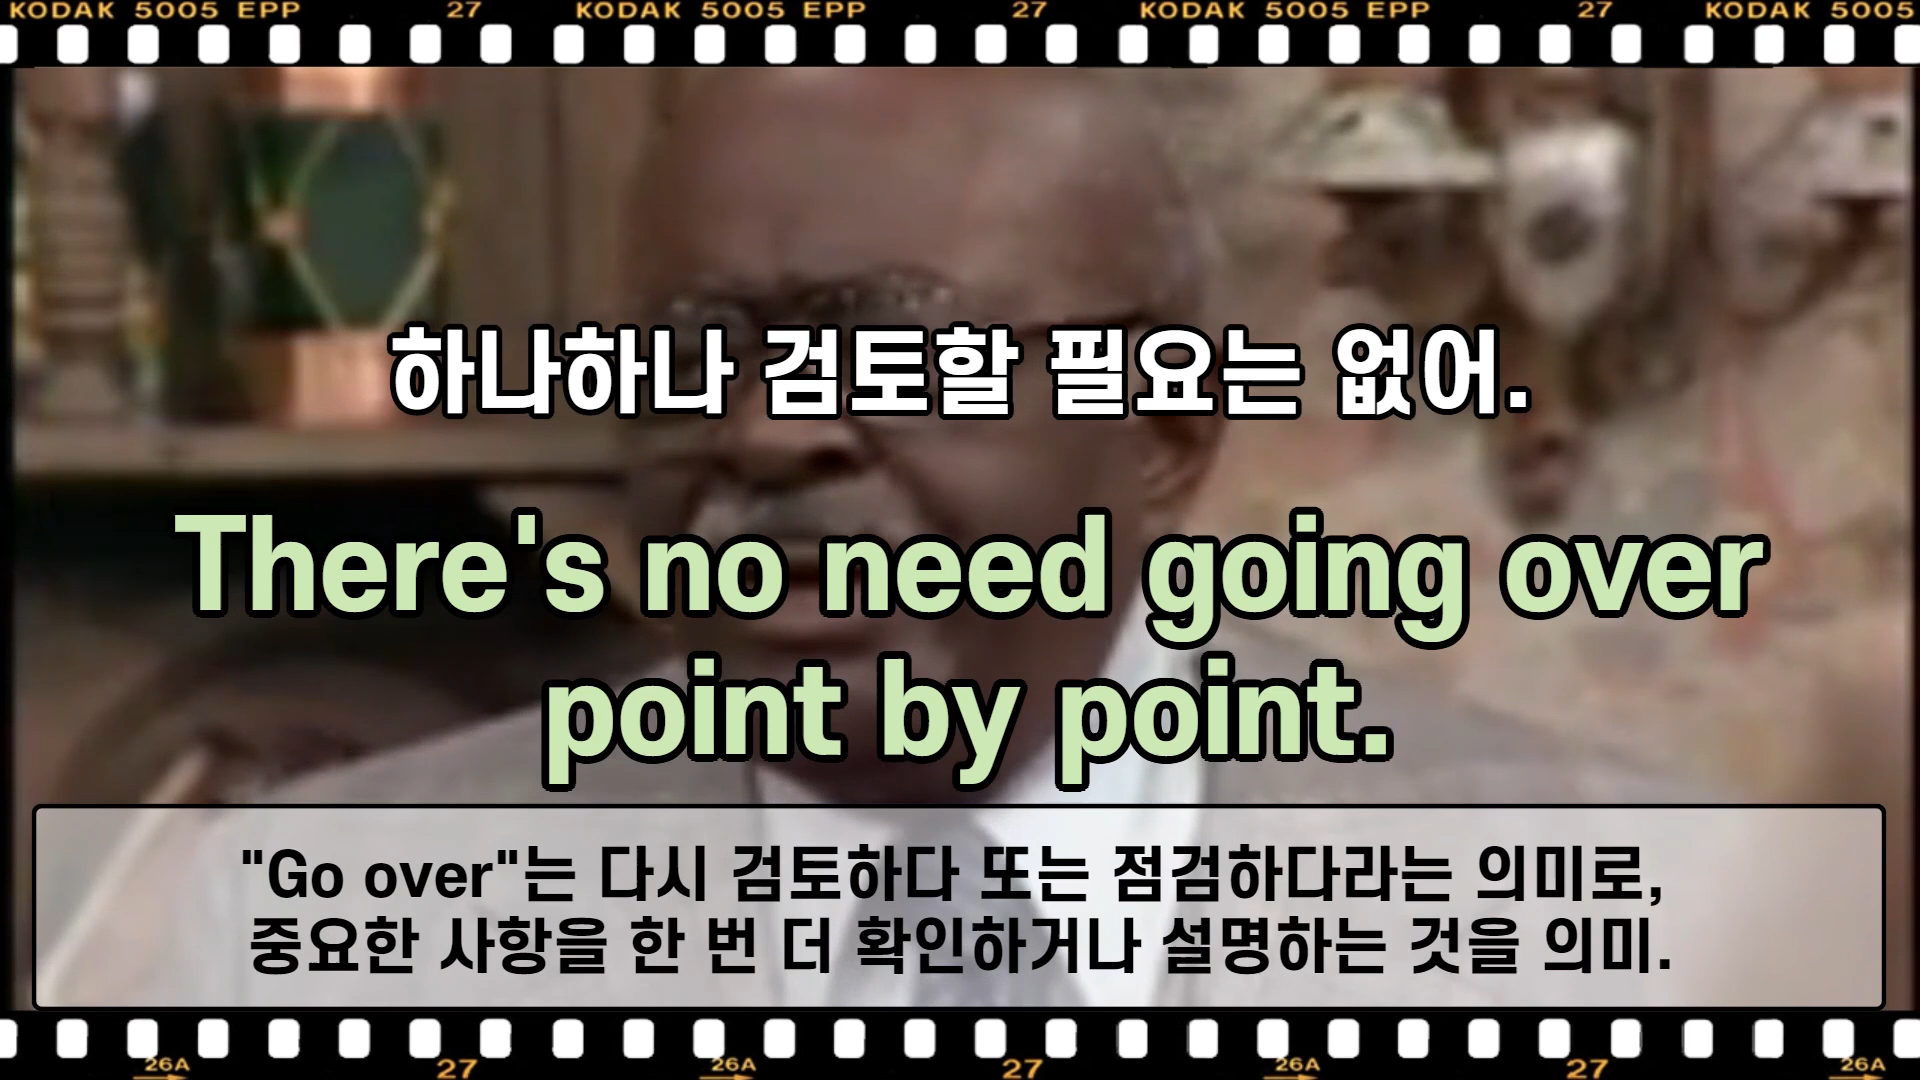 KODAK 5005 EPP 27 KODAK 5005 EPP 27 KODAK 5005 EPP 27 KODAK 5005
하나하나 검토할 필요는 없어.
There's no need going over
point by point.
"Go over"는 다시 검토하다 또는 점검하다라는 의미로,
중요한 사항을 한 번 더 확인하거나 설명하는 것을 의미.
26A 27 26A 27 26A 27 26A